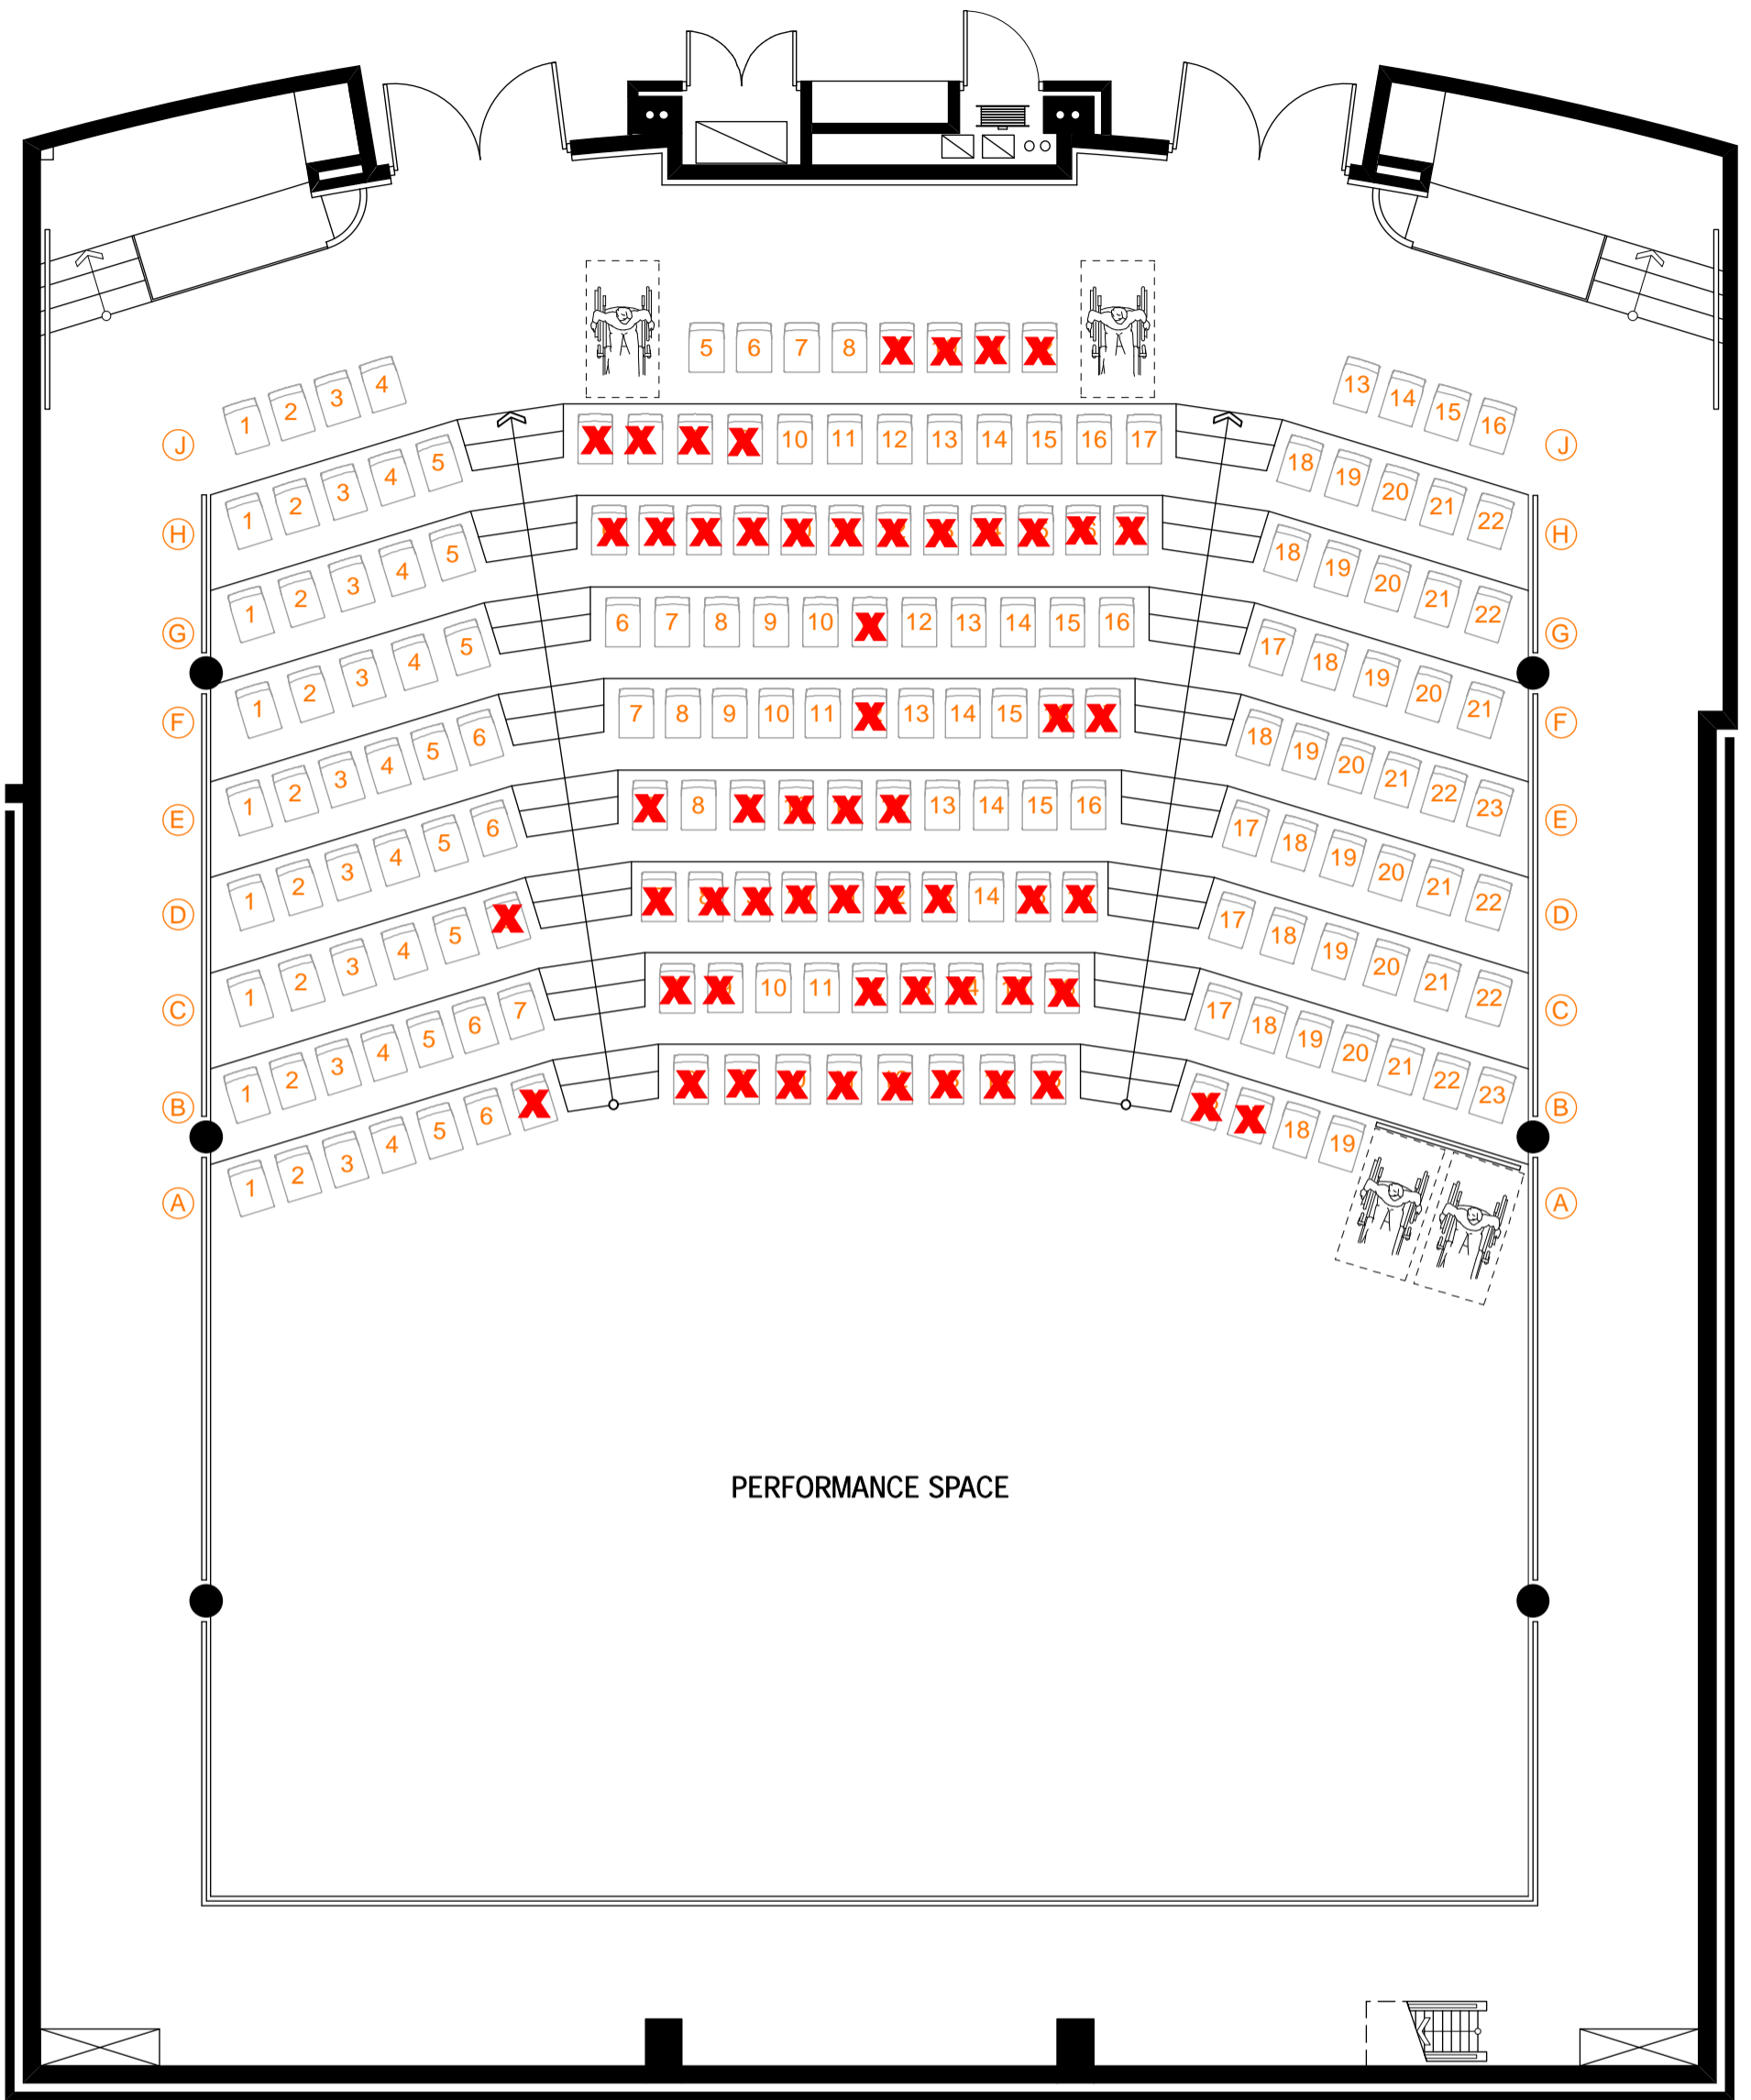 5 6 7 8
1 2 3 4
13 14 15 16
J J
10 11 12 13 14 15 16 17
1 2 3 4 5
18 19 20 21 22
H H
1 2 3 4 5
18 19 20 21 22
G G
6 7 8 9 10 12 13 14 15 16
1 2 3 4 5
17 18 19 20 21
F F
7 8 9 10 11 13 14 15
1 2 3 4 5 6
18 19 20 21 22 23
E E
8 13 14 15 16
1 2 3 4 5 6
17 18 19 20 21 22
D D
14
1 2 3 4 5
17 18 19 20 21 22
C C
10 11
1 2 3 4 5 6 7
17 18 19 20 21 22 23
B B
1 2 3 4 5 6
18 19
A A
PERFORMANCE SPACE